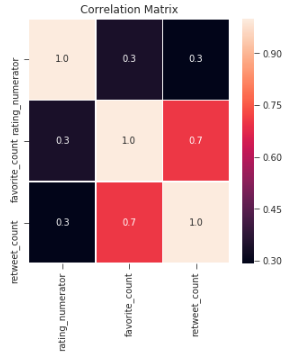 Correlation Matrix
rating_numerator
favorite_count
retweet_count
1.0 0.3 0.3
0.3 1.0 0.7
0.3 0.7 1.0
rating_numerator
favorite_count
retweet_count
0.90
0.75
0.60
0.45
0.30